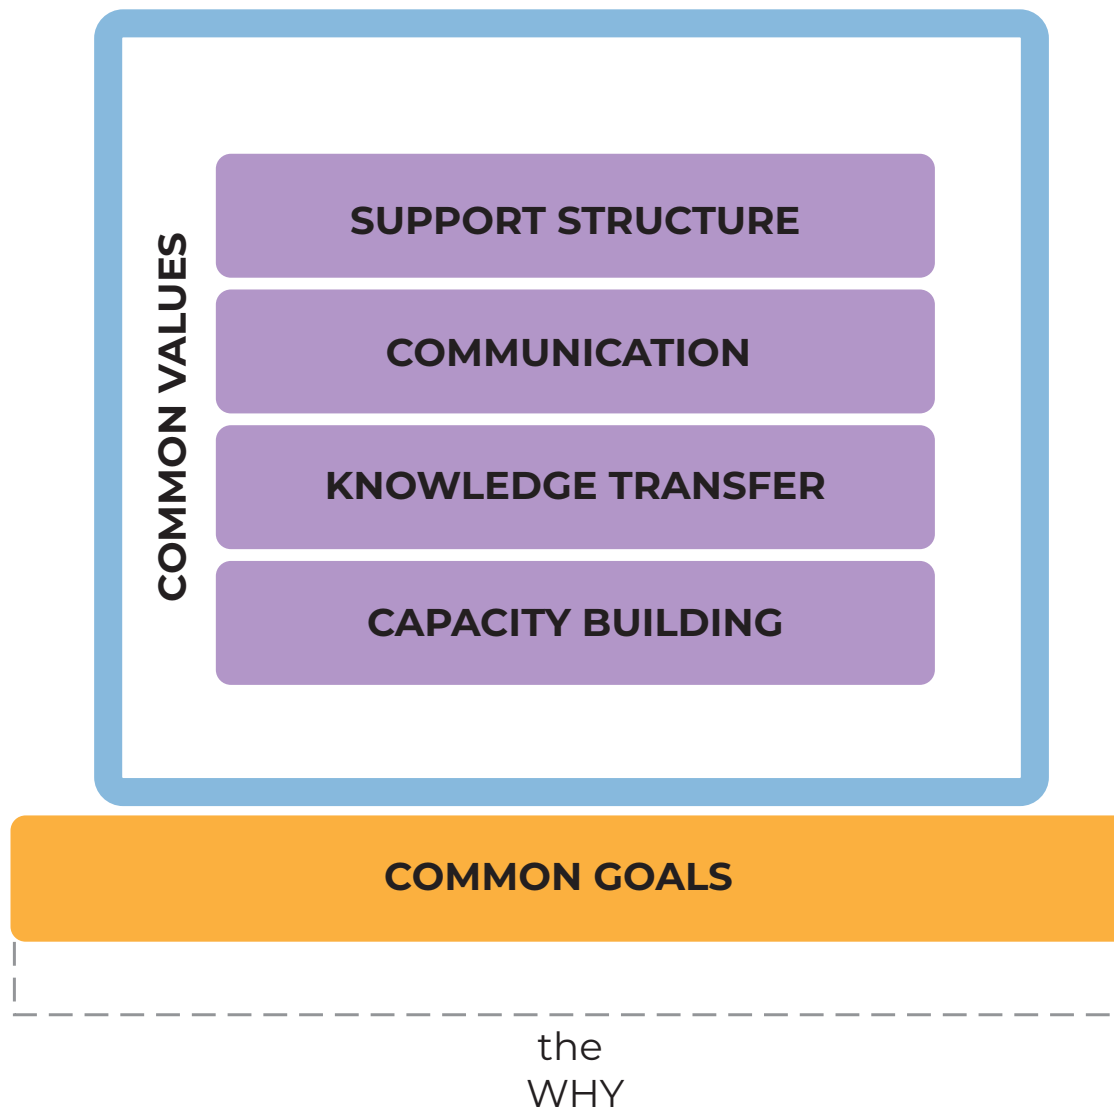 COMMON VALUES
SUPPORT STRUCTURE
COMMUNICATION
KNOWLEDGE TRANSFER
CAPACITY BUILDING
COMMON GOALS
the
WHY